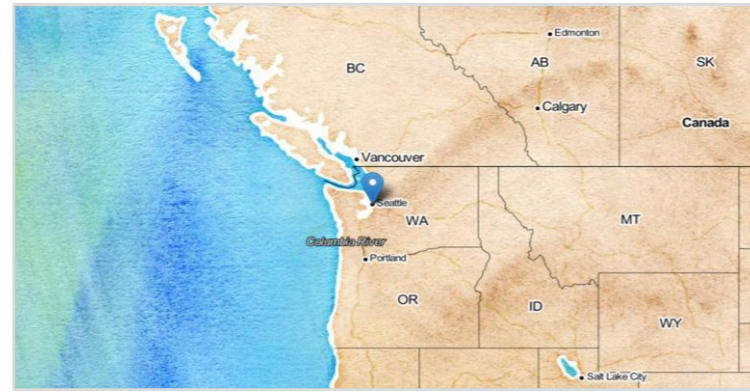 Edmonton
BC
AB
SK
Calgary
Canada
Vancouver
Seattle
WA
MT
Columbia River
Portland
OR
ID
WY
Salt Lake City